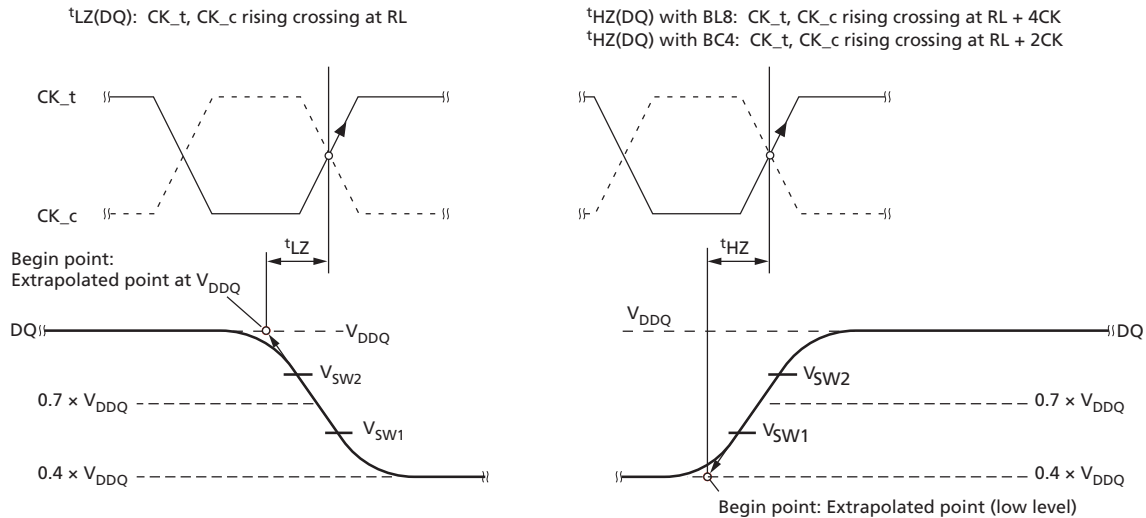 tLZ(DQ): CK_t, CK_c rising crossing at RL
tHZ(DQ) with BL8: CK_t, CK_c rising crossing at RL + 4CK
tHZ(DQ) with BC4: CK_t, CK_c rising crossing at RL + 2CK
CK_t
CK_c
tLZ
tHZ
Begin point:
Extrapolated point at VDDQ
DQ
VDDQ
VSW2
0.7 × VDDQ
VSW1
0.4 × VDDQ
VDDQ
DQ
VSW2
0.7 × VDDQ
VSW1
0.4 × VDDQ
Begin point: Extrapolated point (low level)